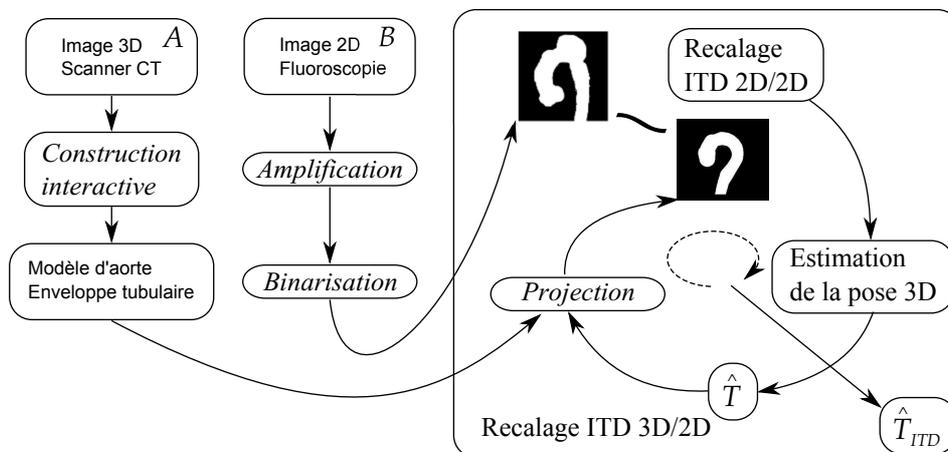 Image 3D A
Scanner CT
Construction
interactive
Modèle d'aorte
Enveloppe tubulaire
Image 2D B
Fluoroscopie
Amplification
Binarisation
Recalage
ITD 2D/2D
Estimation
de la pose 3D
Projection
T̂
T̂_ITD
Recalage ITD 3D/2D